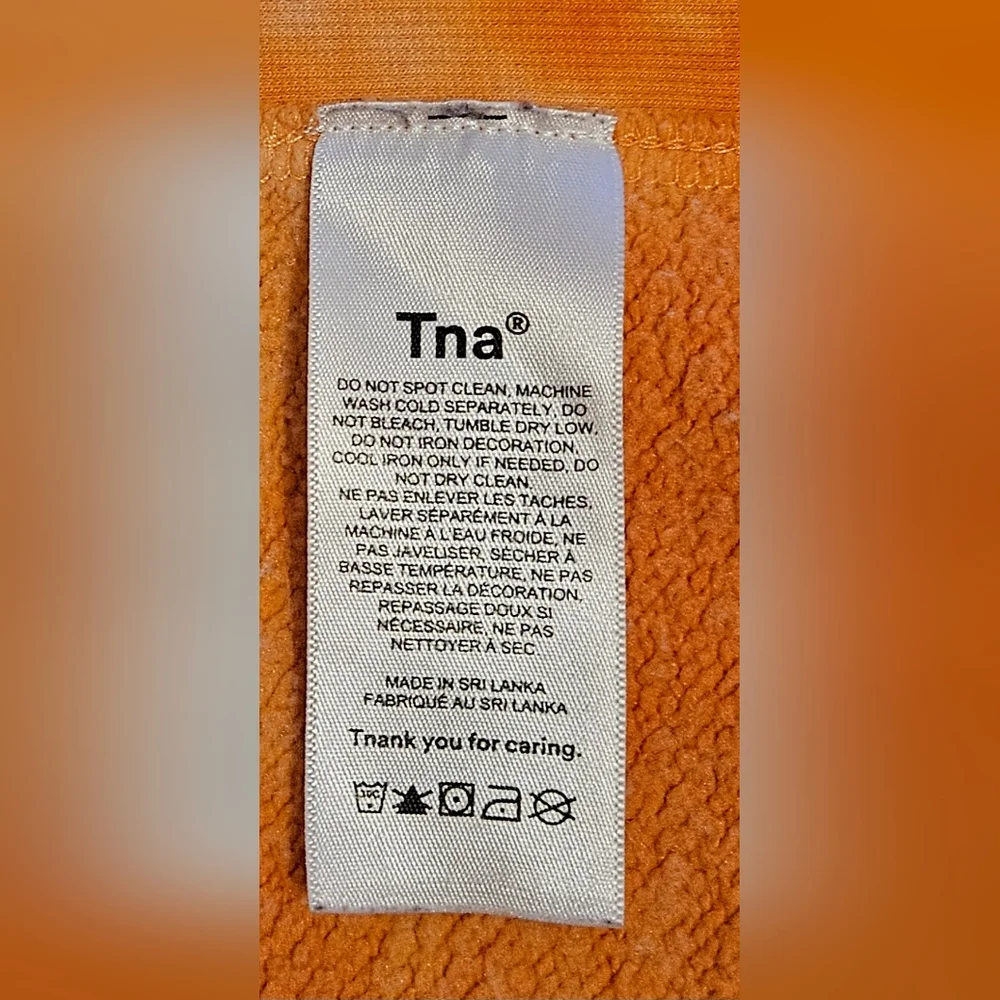 Tna®
DO NOT SPOT CLEAN, MACHINE
WASH COLD SEPARATELY, DO
NOT BLEACH, TUMBLE DRY LOW,
DO NOT IRON DECORATION,
COOL IRON ONLY IF NEEDED, DO
NOT DRY CLEAN,
NE PAS ENLEVER LES TACHES,
LAVER SÉPARÉMENT À LA
MACHINE À L'EAU FROIDE, NE
PAS JAVELISER, SÉCHER À
BASSE TEMPÉRATURE, NE PAS
REPASSER LA DÉCORATION,
REPASSAGE DOUX SI
NÉCESSAIRE, NE PAS
NETTOYER À SEC
MADE IN SRI LANKA
FABRIQUÉ AU SRI LANKA
Tnank you for caring.
30C